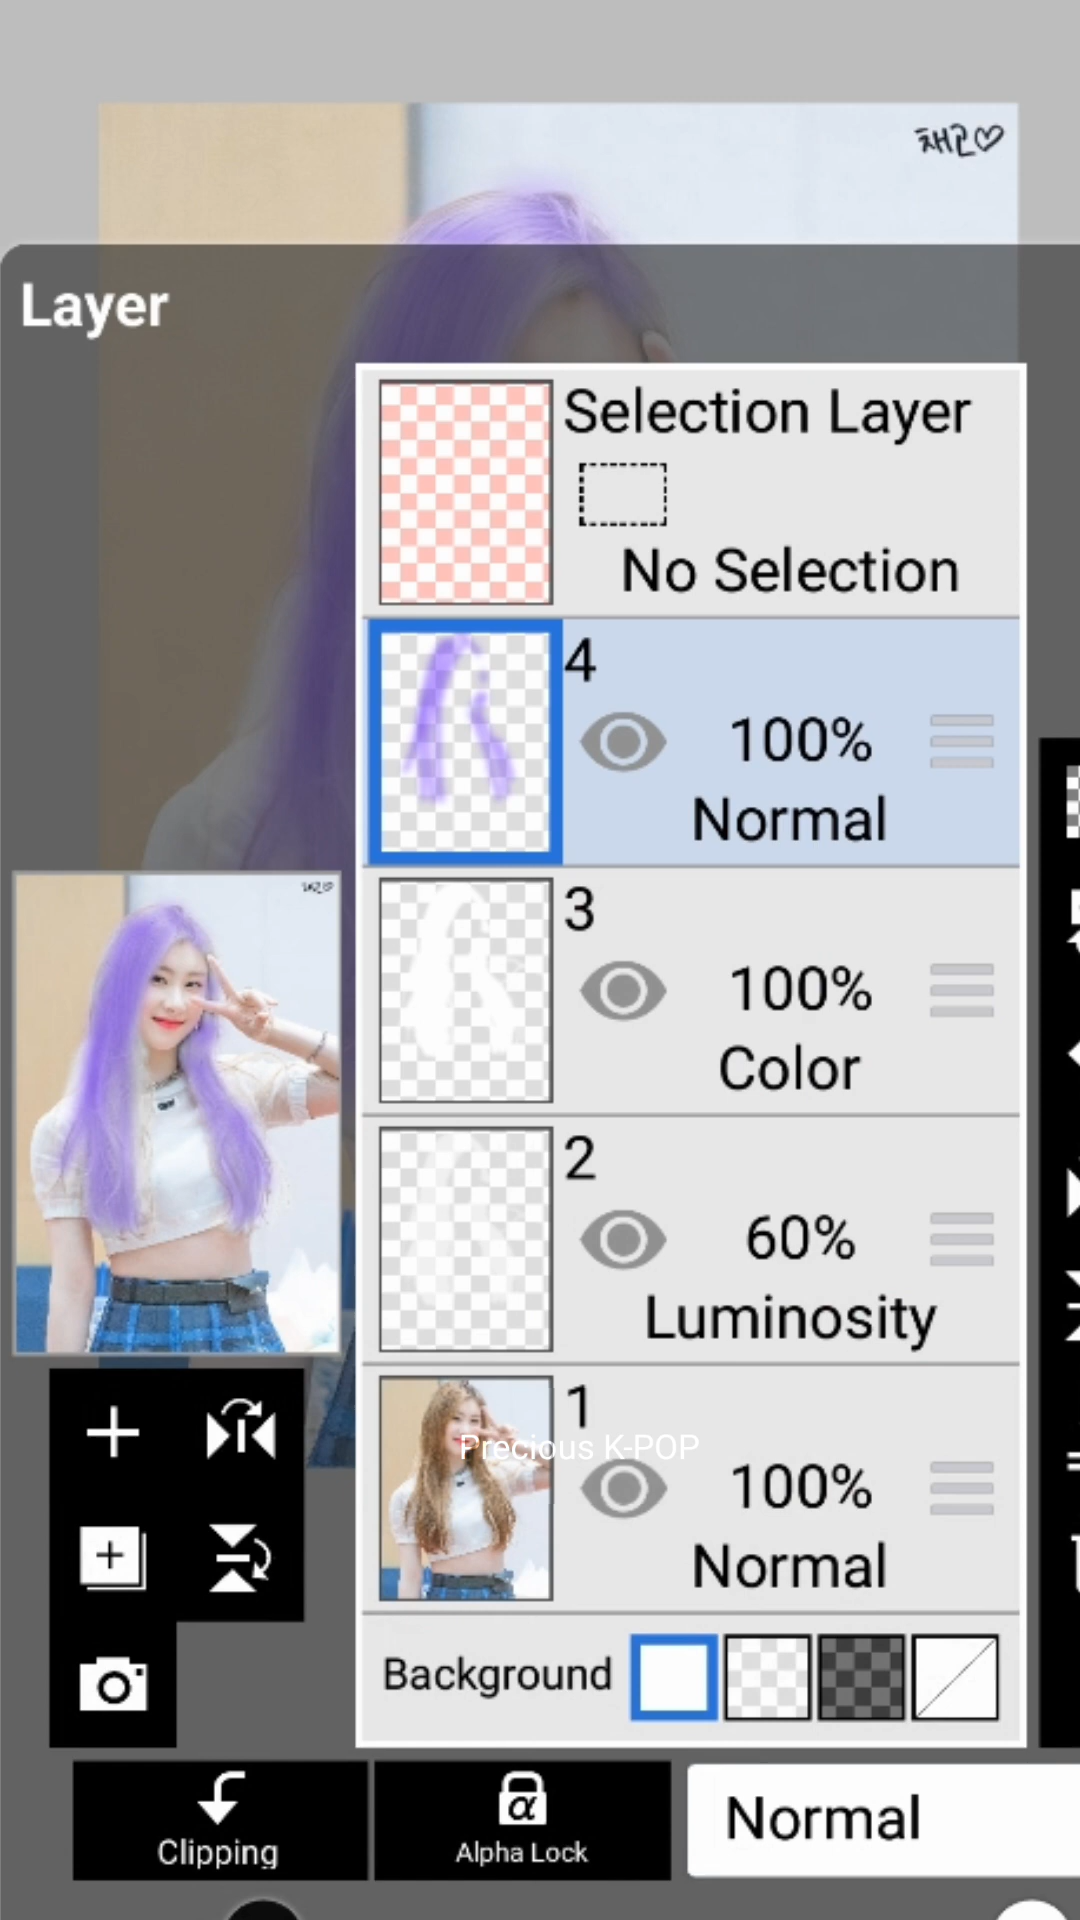 채고♡
Layer
Selection Layer
No Selection
4
100%
Normal
3
100%
Color
2
60%
Luminosity
1
Precious K-POP
100%
Normal
Background
Clipping
α
Alpha Lock
Normal